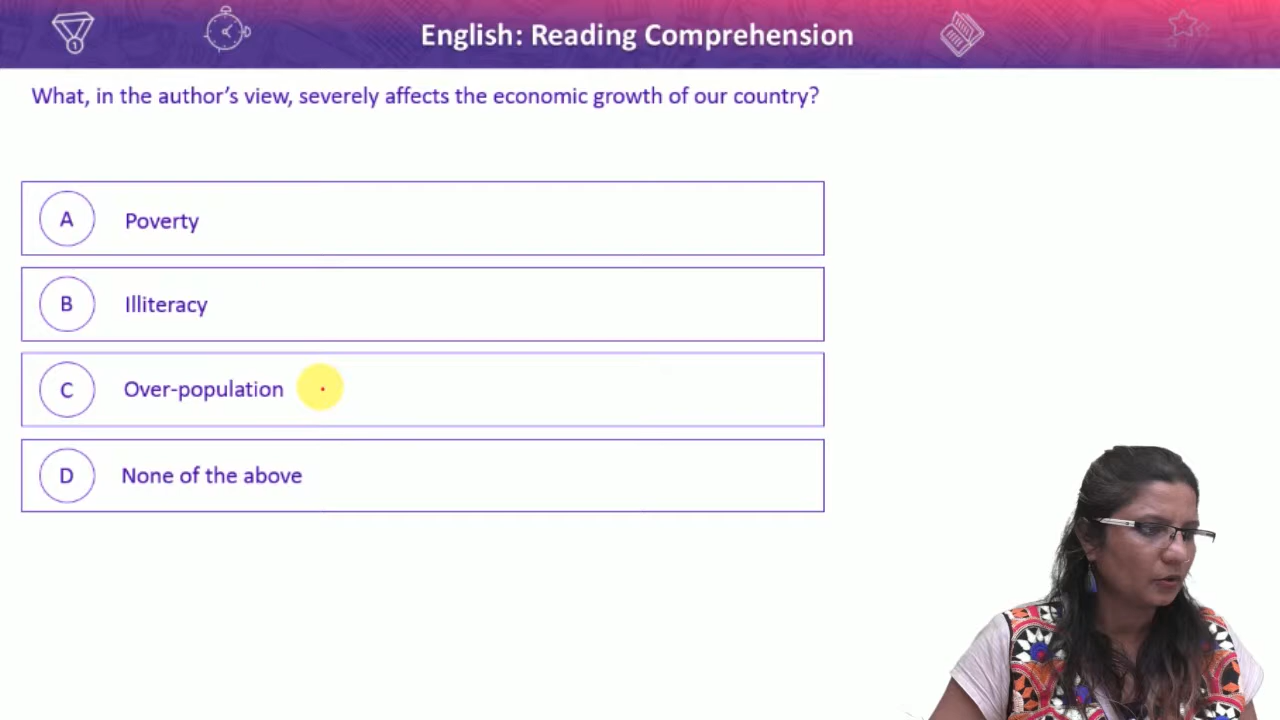 English: Reading Comprehension
What, in the author's view, severely affects the economic growth of our country?
A Poverty
B Illiteracy
C Over-population
D None of the above